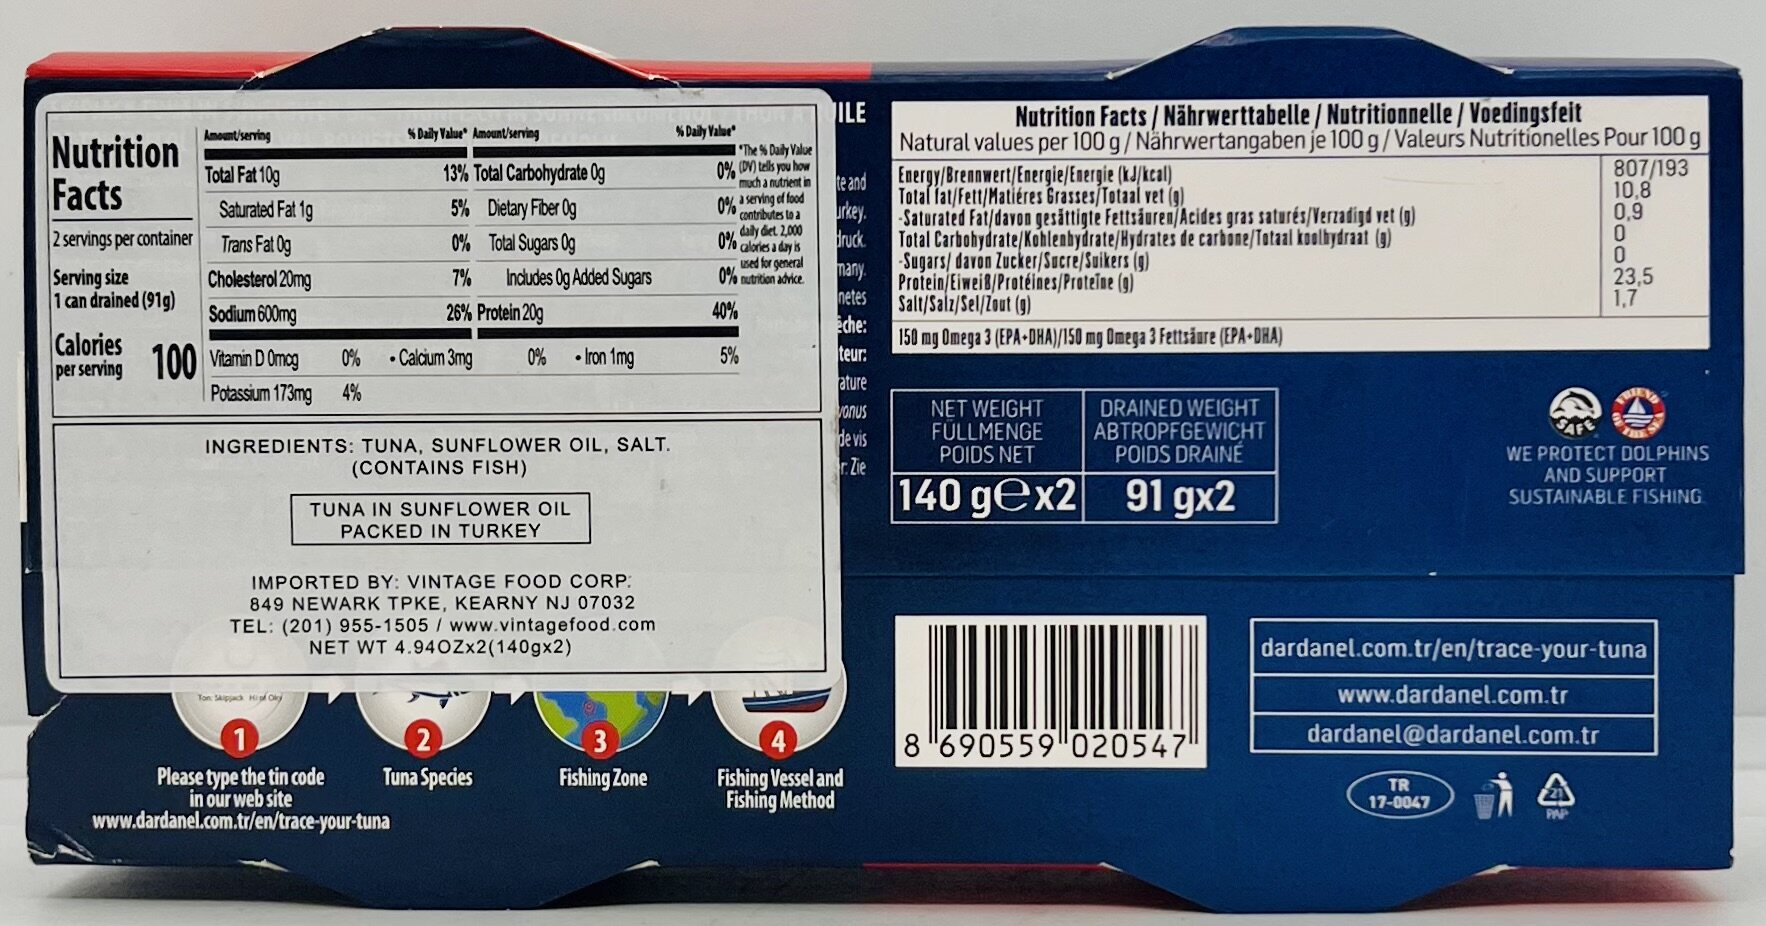 Nutrition
Facts
2 servings per container
Serving size
1 can drained (91g)
Calories
per serving 100
Amount/serving % Daily Value* Amount/serving % Daily Value*
Total Fat 10g 13% Total Carbohydrate 0g 0%
Saturated Fat 1g 5% Dietary Fiber 0g 0%
Trans Fat 0g 0% Total Sugars 0g 0%
Cholesterol 20mg 7% Includes 0g Added Sugars 0%
Sodium 600mg 26% Protein 20g 40%
Vitamin D 0mcg 0% • Calcium 3mg 0% • Iron 1mg 5%
Potassium 173mg 4%
*The % Daily Value
(DV) tells you how
much a nutrient in
a serving of food
contributes to a
daily diet. 2,000
calories a day is
used for general
nutrition advice.
INGREDIENTS: TUNA, SUNFLOWER OIL, SALT.
(CONTAINS FISH)
TUNA IN SUNFLOWER OIL
PACKED IN TURKEY
IMPORTED BY: VINTAGE FOOD CORP.
849 NEWARK TPKE, KEARNY NJ 07032
TEL: (201) 955-1505 / www.vintagefood.com
NET WT 4.94OZx2(140gx2)
1
Please type the tin code
in our web site
www.dardanel.com.tr/en/trace-your-tuna
2
Tuna Species
3
Fishing Zone
4
Fishing Vessel and
Fishing Method
Nutrition Facts / Nährwerttabelle / Nutritionnelle / Voedingsfeit
Natural values per 100 g / Nährwertangaben je 100 g / Valeurs Nutritionelles Pour 100 g
Energy/Brennwert/Energie/Energie (kJ/kcal) 807/193
Total fat/Fett/Matiéres Grasses/Totaal vet (g) 10,8
-Saturated Fat/davon gesättigte Fettsäuren/Acides gras saturés/Verzadigd vet (g) 0,9
Total Carbohydrate/Kohlenhydrate/Hydrates de carbone/Totaal koolhydraat (g) 0
-Sugars/ davon Zucker/Sucre/Suikers (g) 0
Protein/Eiweiß/Protéines/Proteïne (g) 23,5
Salt/Salz/Sel/Zout (g) 1,7
150 mg Omega 3 (EPA+DHA)/150 mg Omega 3 Fettsäure (EPA+DHA)
NET WEIGHT
FÜLLMENGE
POIDS NET
140 g℮x2
DRAINED WEIGHT
ABTROPFGEWICHT
POIDS DRAINÉ
91 gx2
SAFE
FRIEND OF THE SEA
WE PROTECT DOLPHINS
AND SUPPORT
SUSTAINABLE FISHING
8 690559 020547
dardanel.com.tr/en/trace-your-tuna
www.dardanel.com.tr
dardanel@dardanel.com.tr
TR
17-0047
21
PAP